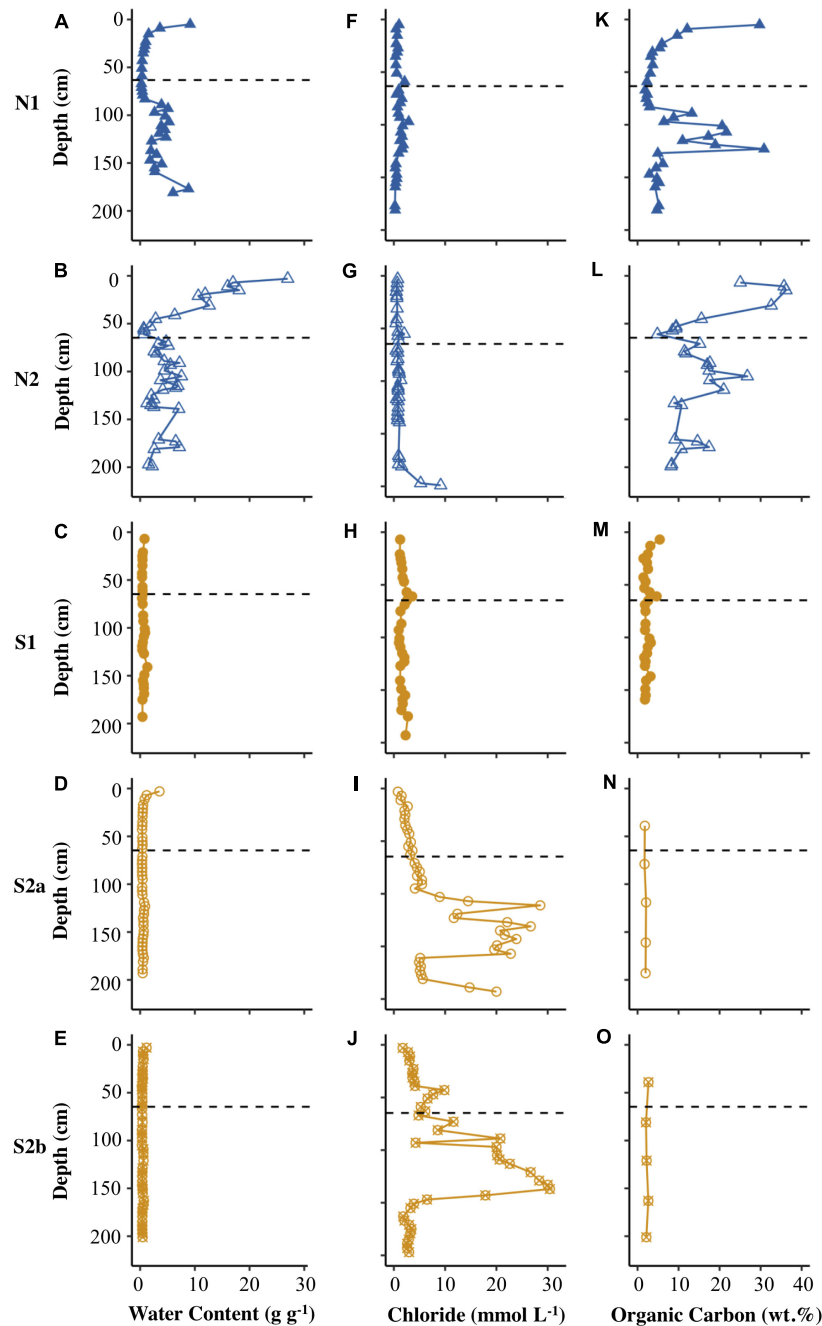 A F K
N1
Depth (cm)
0
50
100
150
200
B G L
N2
Depth (cm)
0
50
100
150
200
C H M
S1
Depth (cm)
0
50
100
150
200
D I N
S2a
Depth (cm)
0
50
100
150
200
E J O
S2b
Depth (cm)
0
50
100
150
200
0 10 20 30 0 10 20 30 0 10 20 30 40
Water Content (g g⁻¹) Chloride (mmol L⁻¹) Organic Carbon (wt.%)